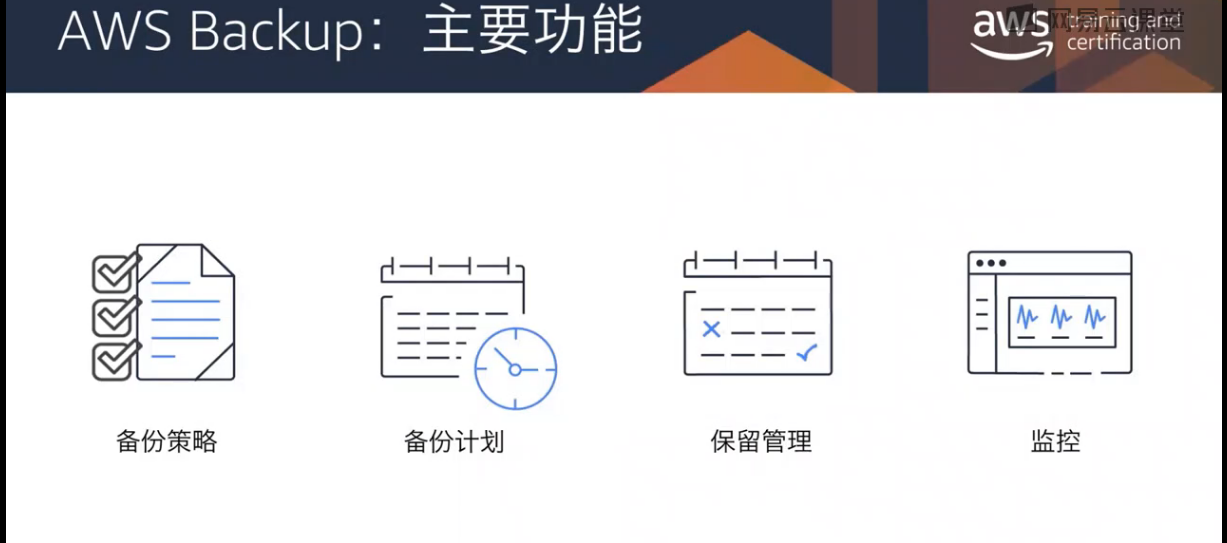 AWS Backup：主要功能
aws training and
certification
网易云课堂
备份策略
备份计划
保留管理
监控